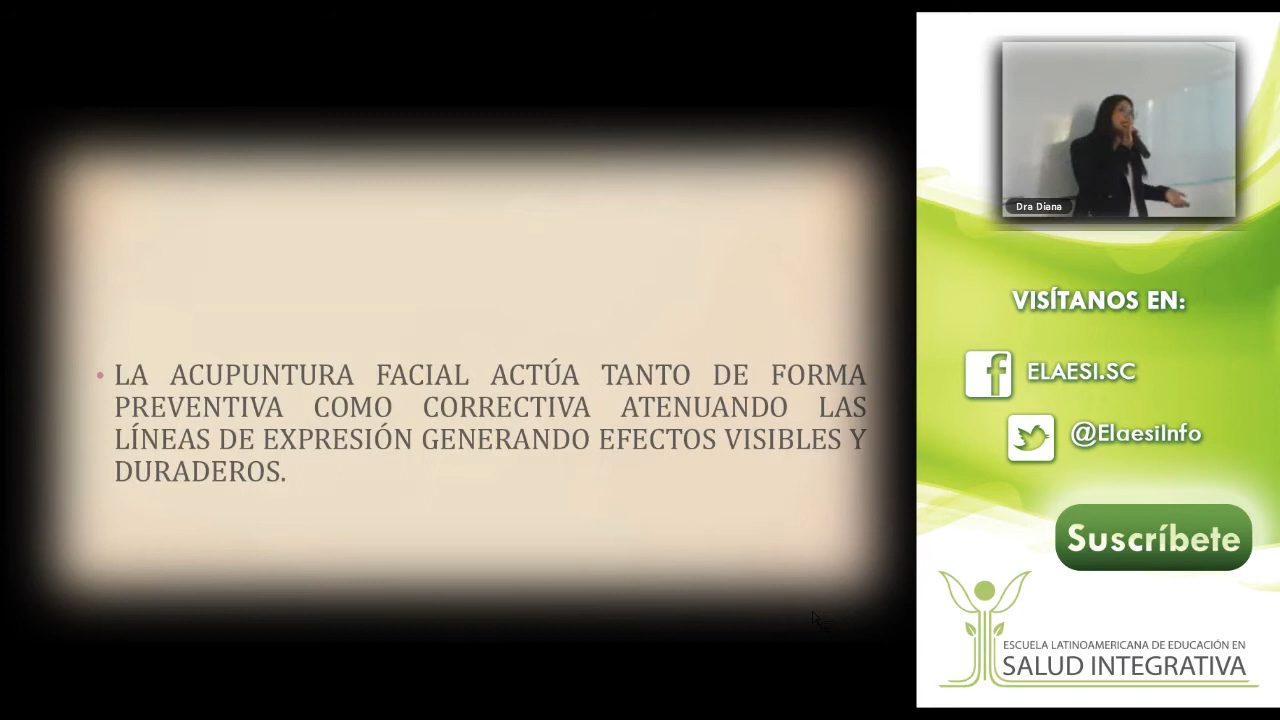 • LA ACUPUNTURA FACIAL ACTÚA TANTO DE FORMA
PREVENTIVA COMO CORRECTIVA ATENUANDO LAS
LÍNEAS DE EXPRESIÓN GENERANDO EFECTOS VISIBLES Y
DURADEROS.
Dra Diana
VISÍTANOS EN:
ELAESI.SC
@ElaesiInfo
Suscríbete
ESCUELA LATINOAMERICANA DE EDUCACIÓN EN
SALUD INTEGRATIVA